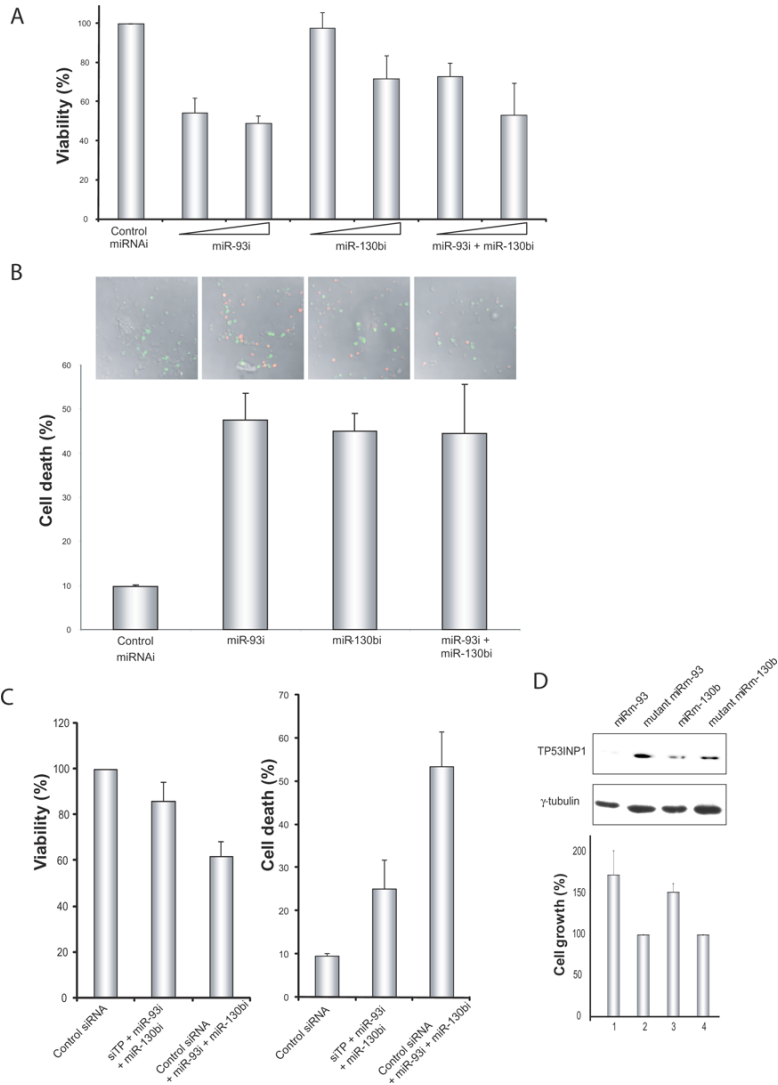 A
Viability (%)
100
80
60
40
20
0
Control
miRNAi
miR-93i
miR-130bi
miR-93i + miR-130bi
B
Cell death (%)
60
50
40
30
20
10
0
Control
miRNAi
miR-93i
miR-130bi
miR-93i +
miR-130bi
C
Viability (%)
120
100
80
60
40
20
0
Control siRNA
siTP + miR-93i
+ miR-130bi
Control siRNA
+ miR-93i + miR-130bi
Cell death (%)
70
60
50
40
30
20
10
0
Control siRNA
siTP + miR-93i
+ miR-130bi
Control siRNA
+ miR-93i + miR-130bi
D
miRm-93
mutant miRm-93
miRm-130b
mutant miRm-130b
TP53INP1
γ-tubulin
Cell growth (%)
200
150
100
50
0
1
2
3
4